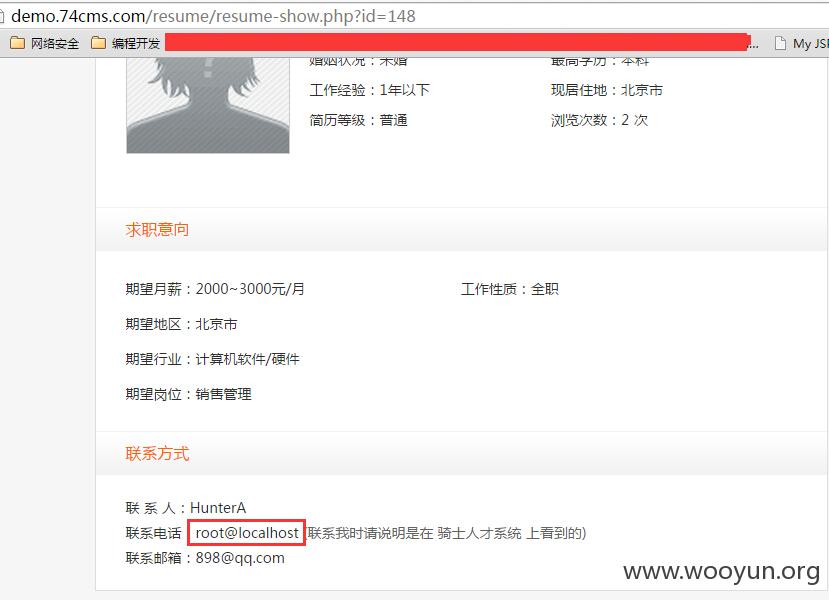 demo.74cms.com/resume/resume-show.php?id=148
网络安全 编程开发 ... My JSP
婚姻状况：未婚 最高学历：本科
工作经验：1年以下 现居住地：北京市
简历等级：普通 浏览次数：2 次
求职意向
期望月薪：2000~3000元/月 工作性质：全职
期望地区：北京市
期望行业：计算机软件/硬件
期望岗位：销售管理
联系方式
联 系 人：HunterA
联系电话 root@localhost (联系我时请说明是在 骑士人才系统 上看到的)
联系邮箱：898@qq.com
www.wooyun.org